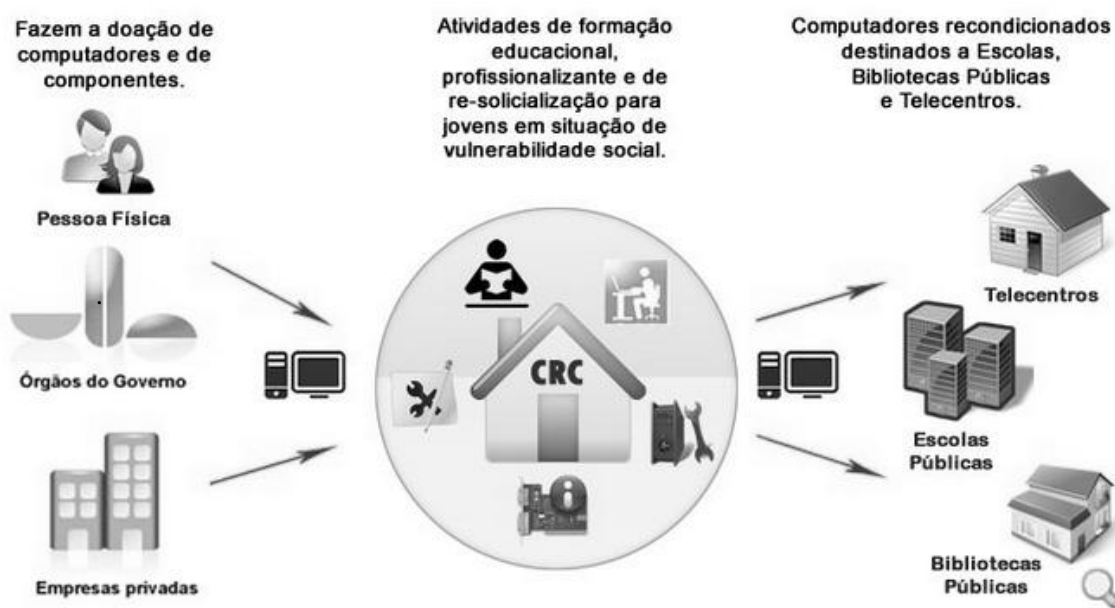 Fazem a doação de
computadores e de
componentes.
Pessoa Física
Órgãos do Governo
Empresas privadas
Atividades de formação
educacional,
profissionalizante e de
re-solicialização para
jovens em situação de
vulnerabilidade social.
CRC
Computadores recondicionados
destinados a Escolas,
Bibliotecas Públicas
e Telecentros.
Telecentros
Escolas
Públicas
Bibliotecas
Públicas